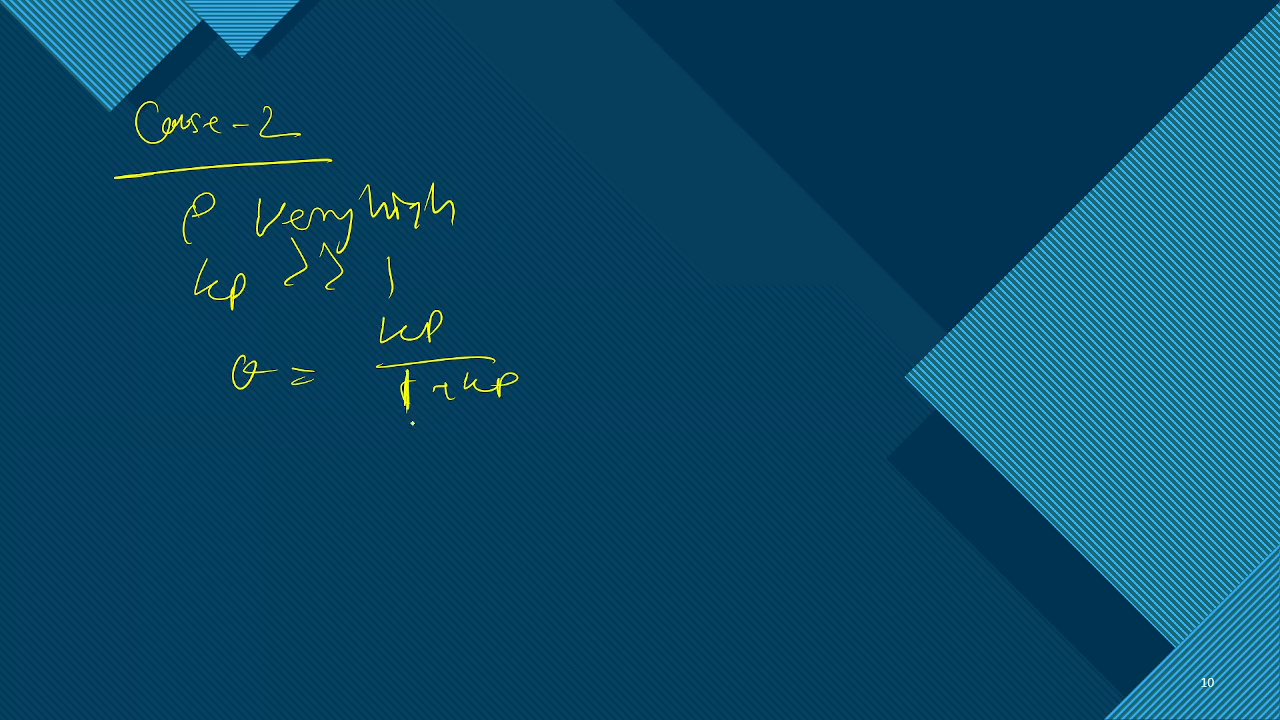 Case - 2
P very high
kp >> 1
θ = kP / 1 + kP
10